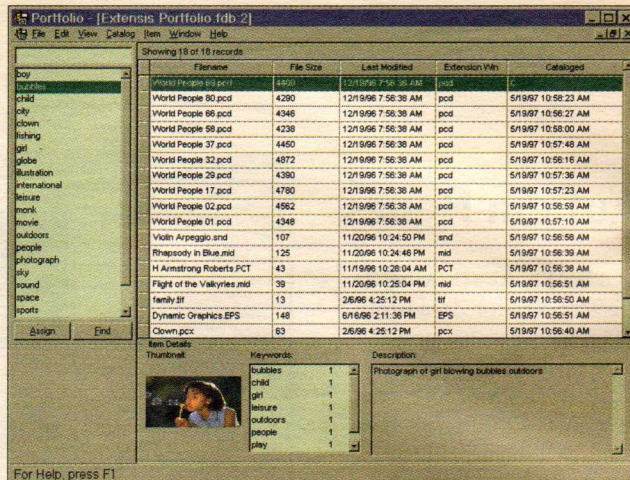 Portfolio - [Extensis Portfolio.fdb:2]
File Edit View Catalog Item Window Help
Showing 18 of 18 records
Filename File Size Last Modified Extension Win Cataloged
World People pcd
World People 80.pcd 4290 12/19/96 7:56:38 AM pcd 5/19/97 10:58:23 AM
World People 66.pcd 4346 12/19/96 7:56:38 AM pcd 5/19/97 10:56:27 AM
World People 58.pcd 4238 12/19/96 7:56:38 AM pcd 5/19/97 10:58:00 AM
World People 37.pcd 4450 12/19/96 7:56:38 AM pcd 5/19/97 10:57:48 AM
World People 32.pcd 4872 12/19/96 7:56:38 AM pcd 5/19/97 10:56:16 AM
World People 29.pcd 4390 12/19/96 7:56:38 AM pcd 5/19/97 10:57:36 AM
World People 17.pcd 4780 12/19/96 7:56:38 AM pcd 5/19/97 10:57:23 AM
World People 02.pcd 4562 12/19/96 7:56:38 AM pcd 5/19/97 10:56:59 AM
World People 01.pcd 4348 12/19/96 7:56:38 AM pcd 5/19/97 10:57:10 AM
Violin Arpeggio.snd 107 11/20/96 10:24:50 PM snd 5/19/97 10:56:56 AM
Rhapsody in Blue.mid 125 11/20/96 10:24:46 PM mid 5/19/97 10:56:39 AM
H Armstrong Roberts.PCT 43 11/19/96 10:28:04 AM PCT 5/19/97 10:56:38 AM
Flight of the Valkyries.mid 39 11/20/96 10:25:04 PM mid 5/19/97 10:56:51 AM
family.tif 13 2/6/96 4:25:12 PM tif 5/19/97 10:56:50 AM
Dynamic Graphics.EPS 148 6/16/96 2:11:36 PM EPS 5/19/97 10:56:51 AM
Clown.pcx 63 2/6/96 4:25:12 PM pcx 5/19/97 10:56:40 AM
boy
bubbles
child
city
clown
fishing
girl
globe
illustration
international
leisure
monk
movie
outdoors
people
photograph
sky
sound
space
sports
Assign Find
Item Details
Thumbnail: Keywords: Description:
bubbles 1
child 1
girl 1
leisure 1
outdoors 1
people 1
play 1
Photograph of girl blowing bubbles outdoors
For Help, press F1